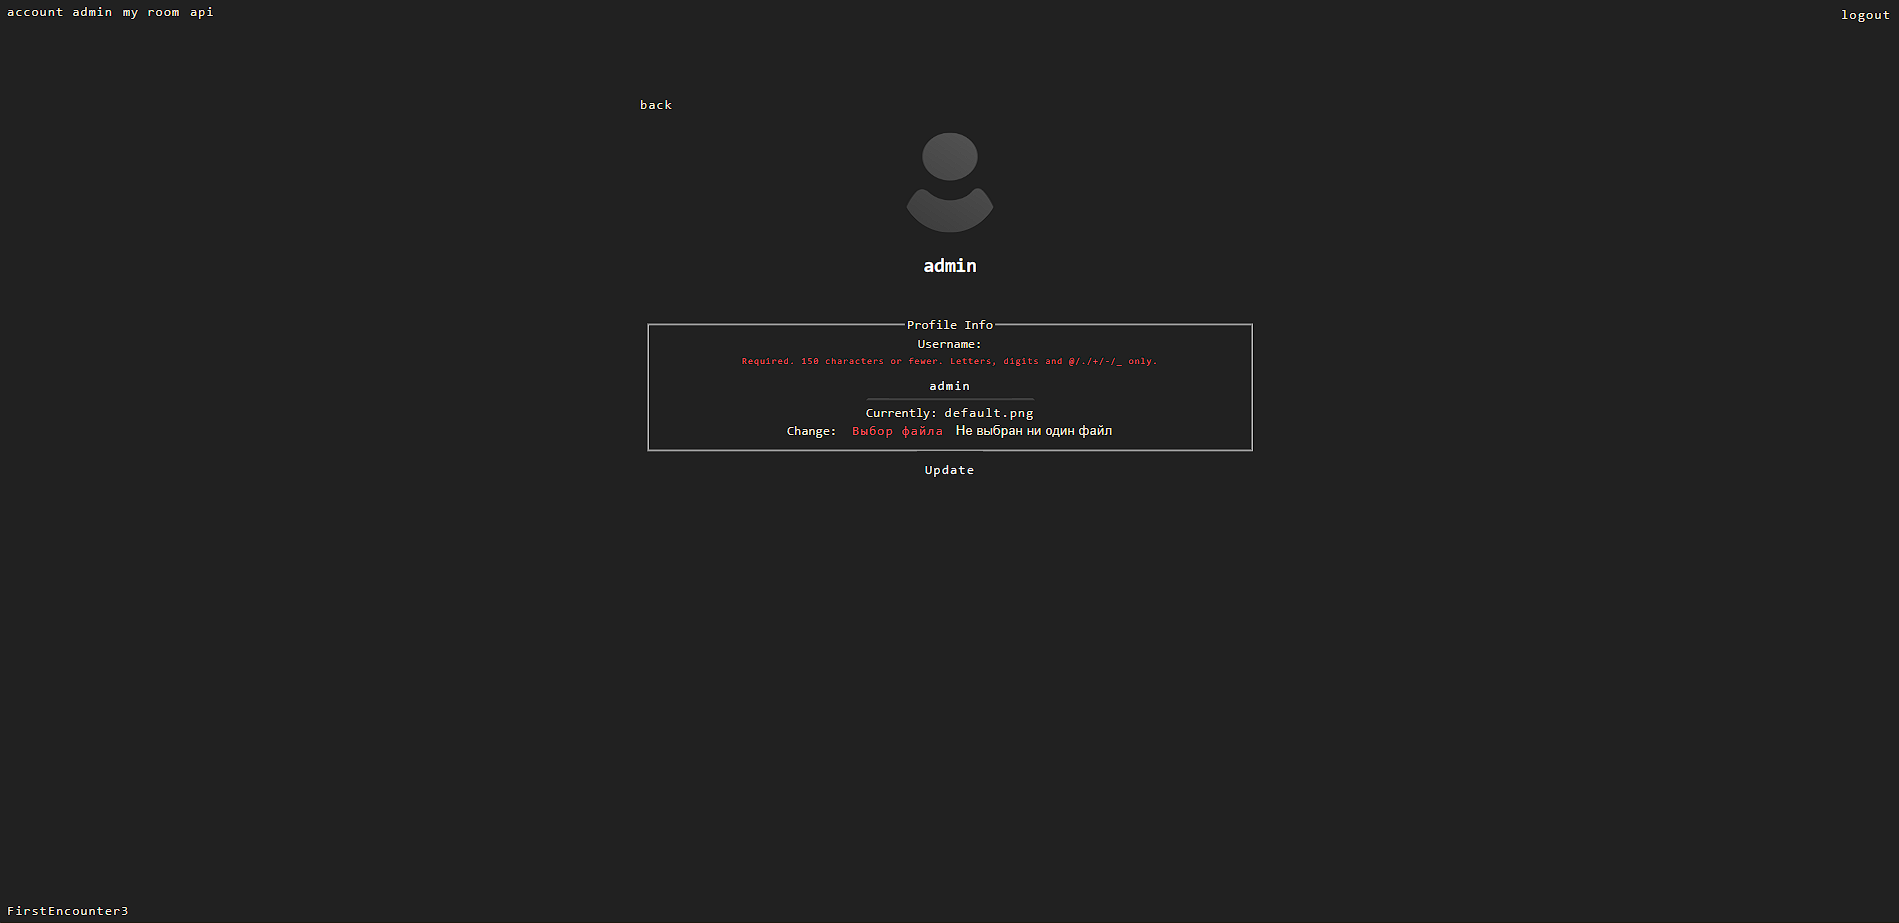 account admin my room api
logout
back
admin
Profile Info
Username:
Required. 150 characters or fewer. Letters, digits and @/./+/-/_ only.
admin
Currently: default.png
Change: Выбор файла Не выбран ни один файл
Update
FirstEncounter3